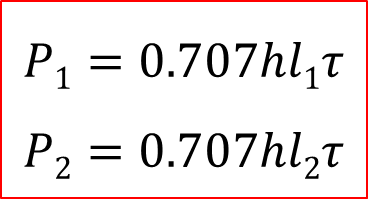 P₁ = 0.707hl₁τ
P₂ = 0.707hl₂τ